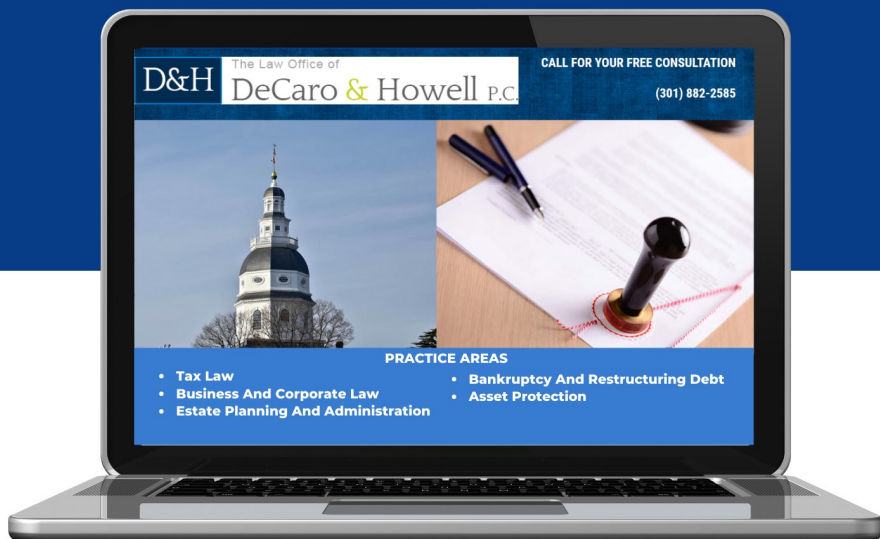 D&H
The Law Office of
DeCaro & Howell P.C.
CALL FOR YOUR FREE CONSULTATION
(301) 882-2585
PRACTICE AREAS
• Tax Law
• Business And Corporate Law
• Estate Planning And Administration
• Bankruptcy And Restructuring Debt
• Asset Protection